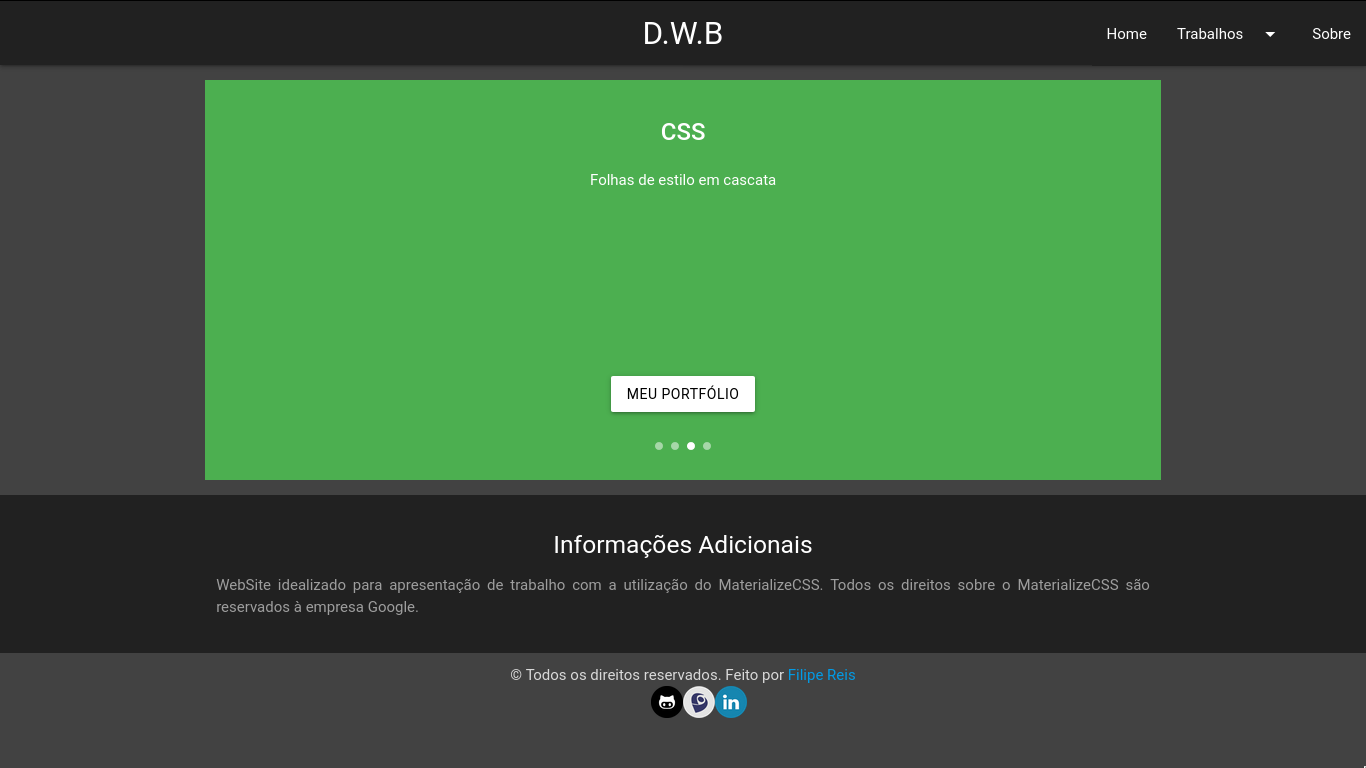 D.W.B
Home Trabalhos Sobre
CSS
Folhas de estilo em cascata
MEU PORTFÓLIO
Informações Adicionais
WebSite idealizado para apresentação de trabalho com a utilização do MaterializeCSS. Todos os direitos sobre o MaterializeCSS são
reservados à empresa Google.
© Todos os direitos reservados. Feito por Filipe Reis
in